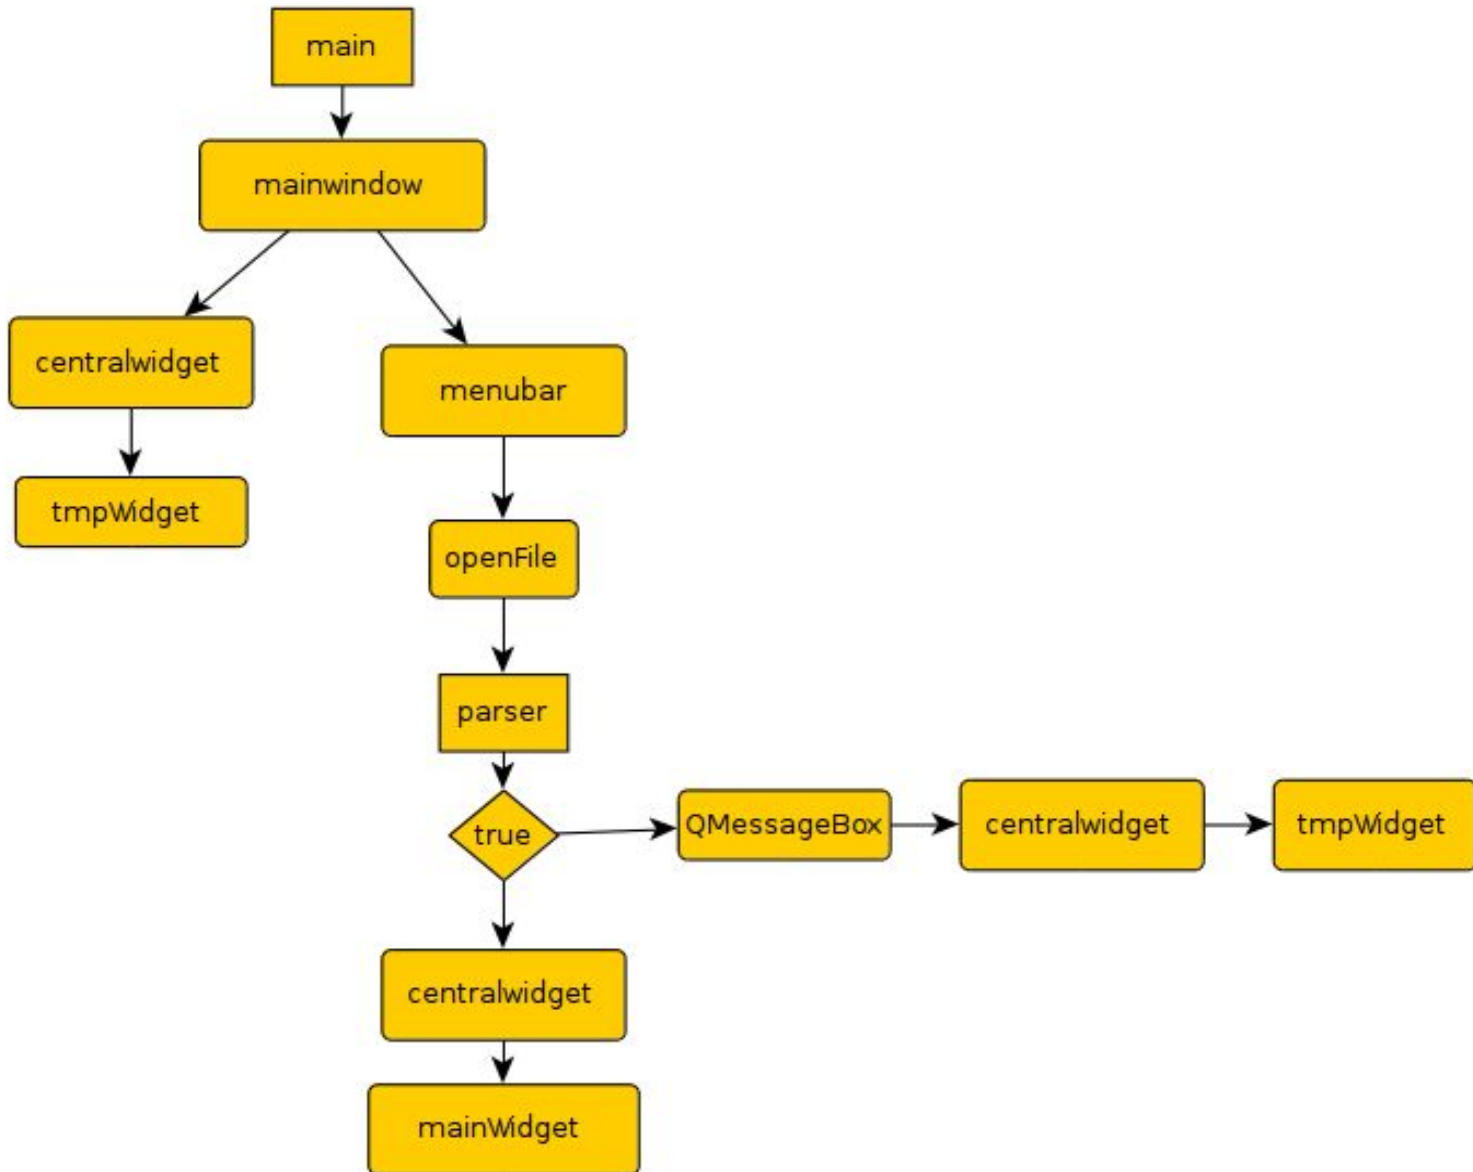 main
mainwindow
centralwidget
menubar
tmpWidget
openFile
parser
true
QMessageBox
centralwidget
tmpWidget
centralwidget
mainWidget